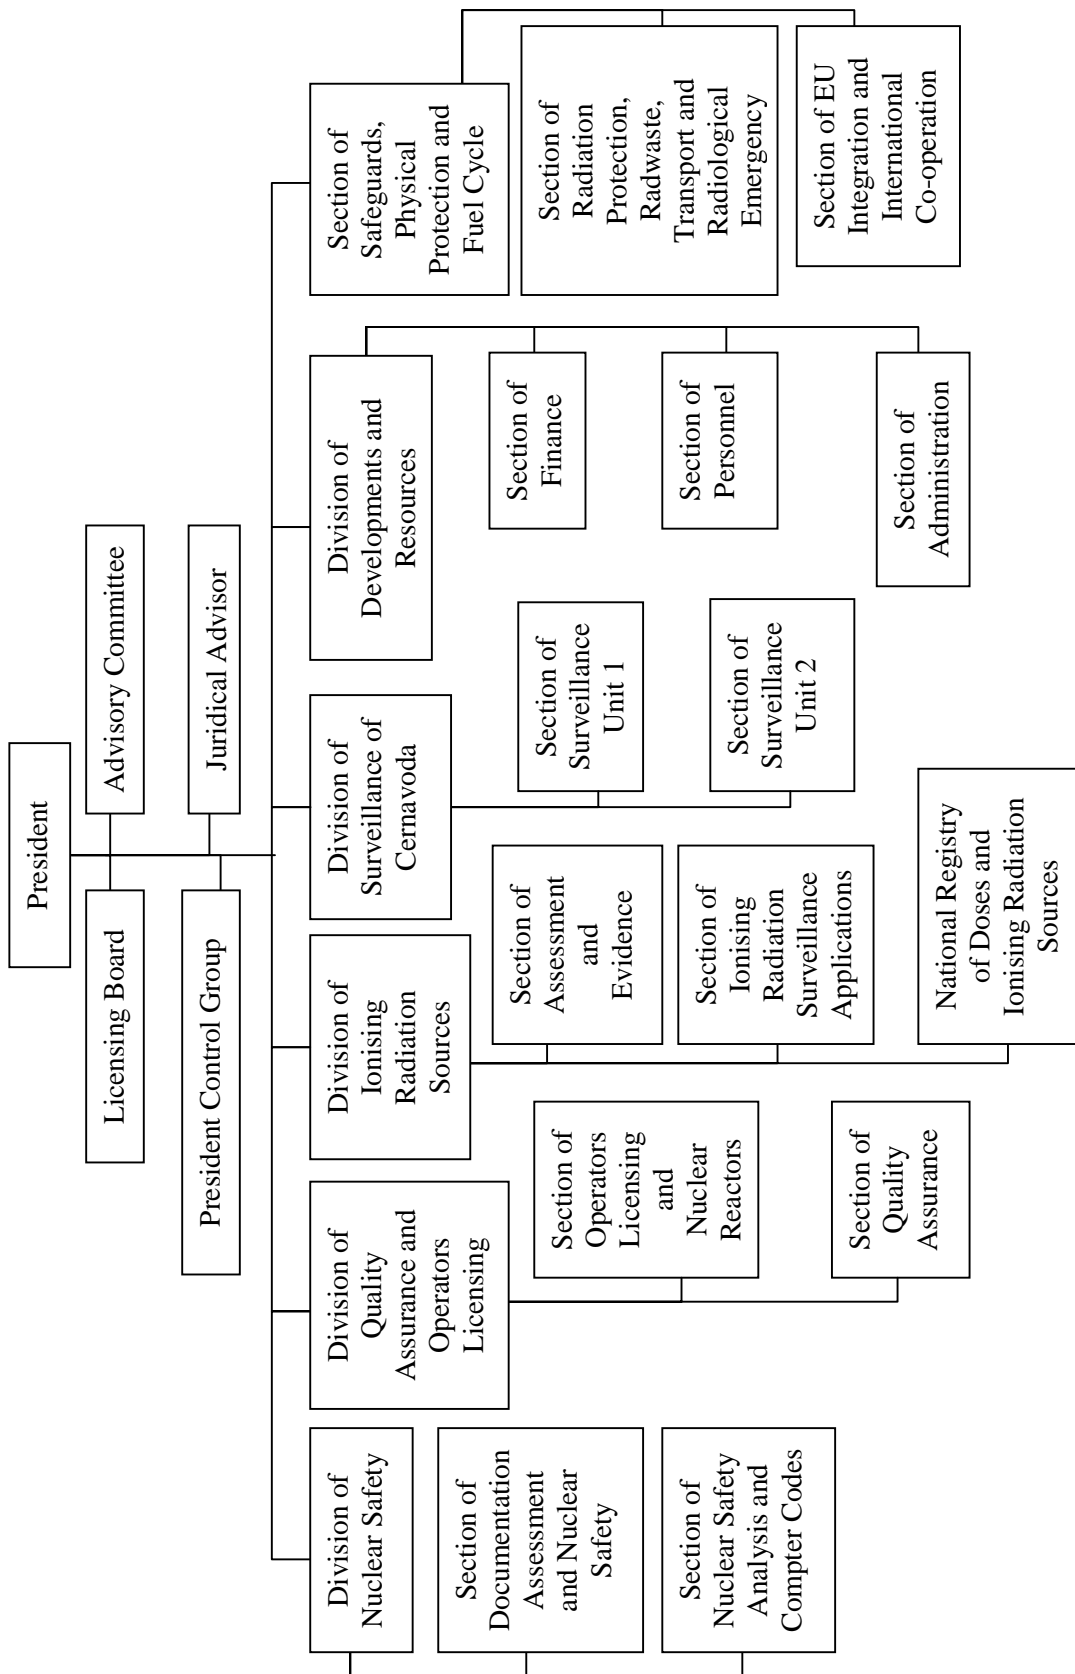 President
Licensing Board
Advisory Committee
President Control Group
Juridical Advisor
Division of
Nuclear Safety
Section of
Documentation
Assessment
and Nuclear
Safety
Section of
Nuclear Safety
Analysis and
Compter Codes
Division of
Quality
Assurance and
Operators
Licensing
Section of
Operators
Licensing
and
Nuclear
Reactors
Section of
Quality
Assurance
Division of
Ionising
Radiation
Sources
Section of
Assessment
and
Evidence
Section of
Ionising
Radiation
Surveillance
Applications
National Registry
of Doses and
Ionising Radiation
Sources
Division of
Surveillance of
Cernavoda
Section of
Surveillance
Unit 1
Section of
Surveillance
Unit 2
Division of
Developments and
Resources
Section of
Finance
Section of
Personnel
Section of
Administration
Section of
Safeguards,
Physical
Protection and
Fuel Cycle
Section of
Radiation
Protection,
Radwaste,
Transport and
Radiological
Emergency
Section of EU
Integration and
International
Co-operation